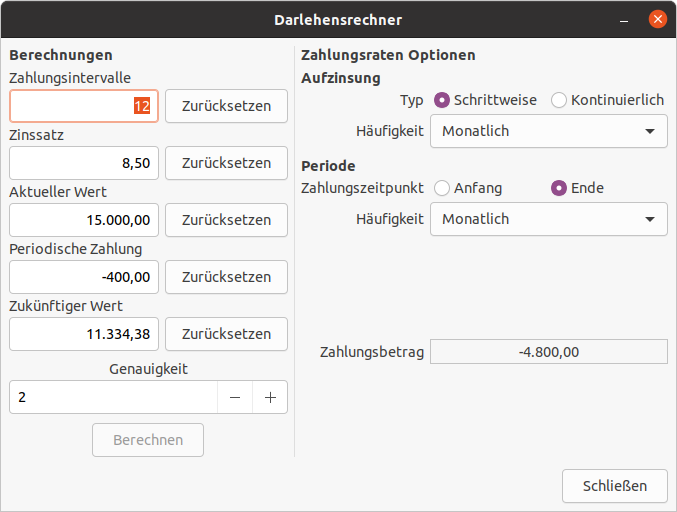 Darlehensrechner
Berechnungen
Zahlungsintervalle
12 Zurücksetzen
Zinssatz
8,50 Zurücksetzen
Aktueller Wert
15.000,00 Zurücksetzen
Periodische Zahlung
-400,00 Zurücksetzen
Zukünftiger Wert
11.334,38 Zurücksetzen
Genauigkeit
2 − +
Berechnen
Zahlungsraten Optionen
Aufzinsung
Typ Schrittweise Kontinuierlich
Häufigkeit Monatlich
Periode
Zahlungszeitpunkt Anfang Ende
Häufigkeit Monatlich
Zahlungsbetrag -4.800,00
Schließen